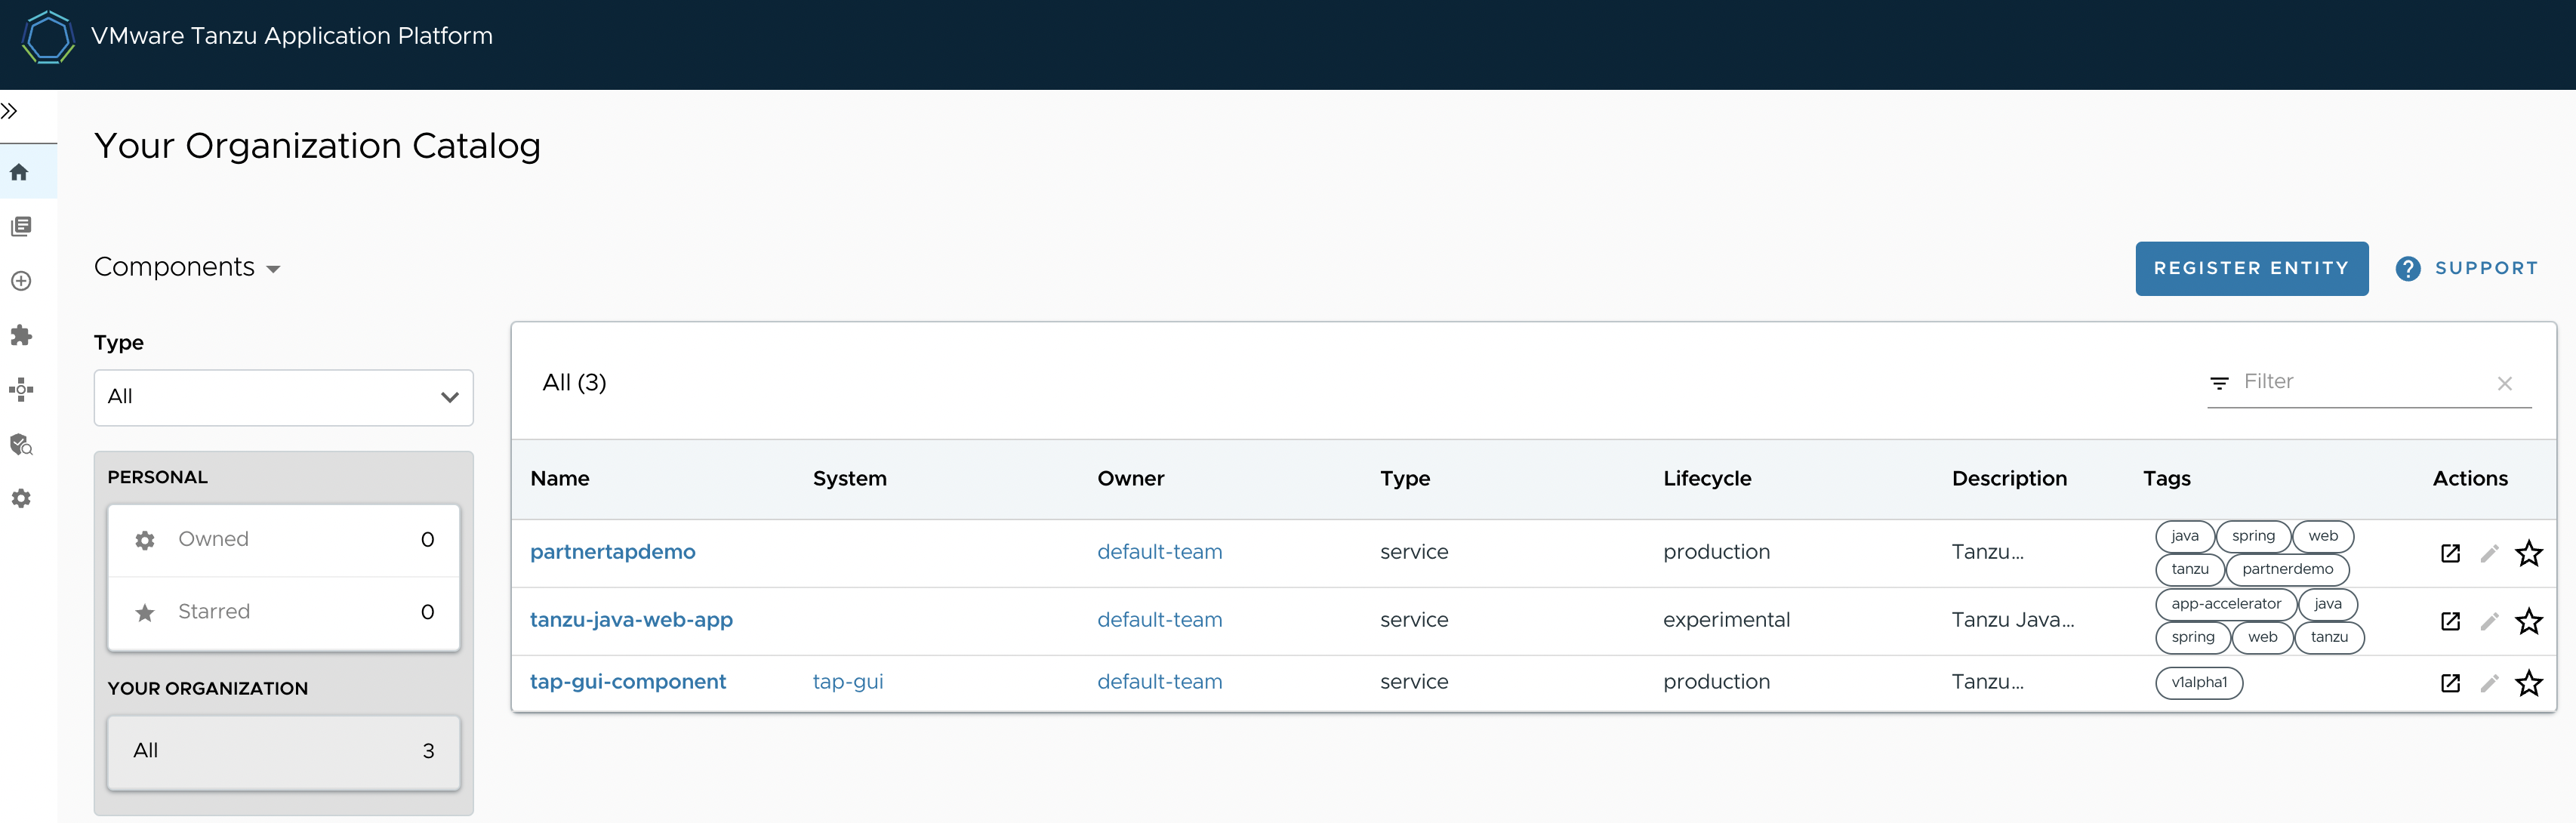 VMware Tanzu Application Platform
Your Organization Catalog
Components
REGISTER ENTITY
? SUPPORT
Type
All
PERSONAL
Owned 0
Starred 0
YOUR ORGANIZATION
All 3
All (3)
Filter
Name System Owner Type Lifecycle Description Tags Actions
partnertapdemo default-team service production Tanzu... java spring web
tanzu partnerdemo
tanzu-java-web-app default-team service experimental Tanzu Java... app-accelerator java
spring web tanzu
tap-gui-component tap-gui default-team service production Tanzu... v1alpha1